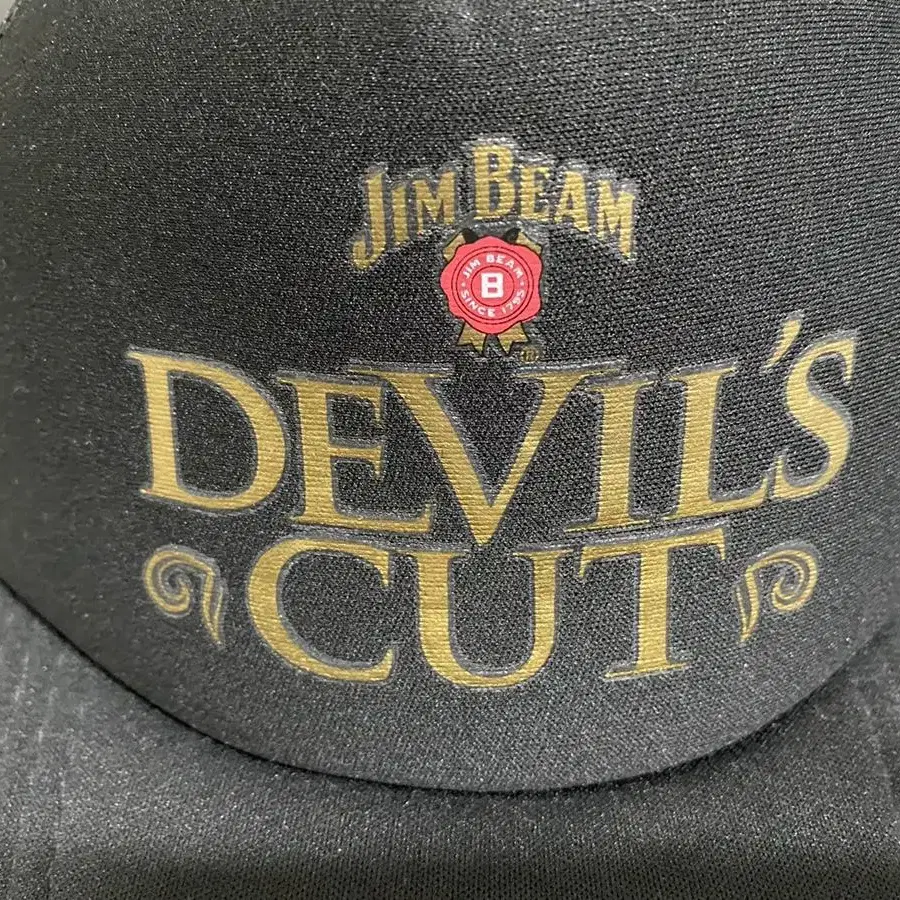 JIM BEAM
JIM BEAM
B
SINCE 1795
®
DEVIL'S
CUT